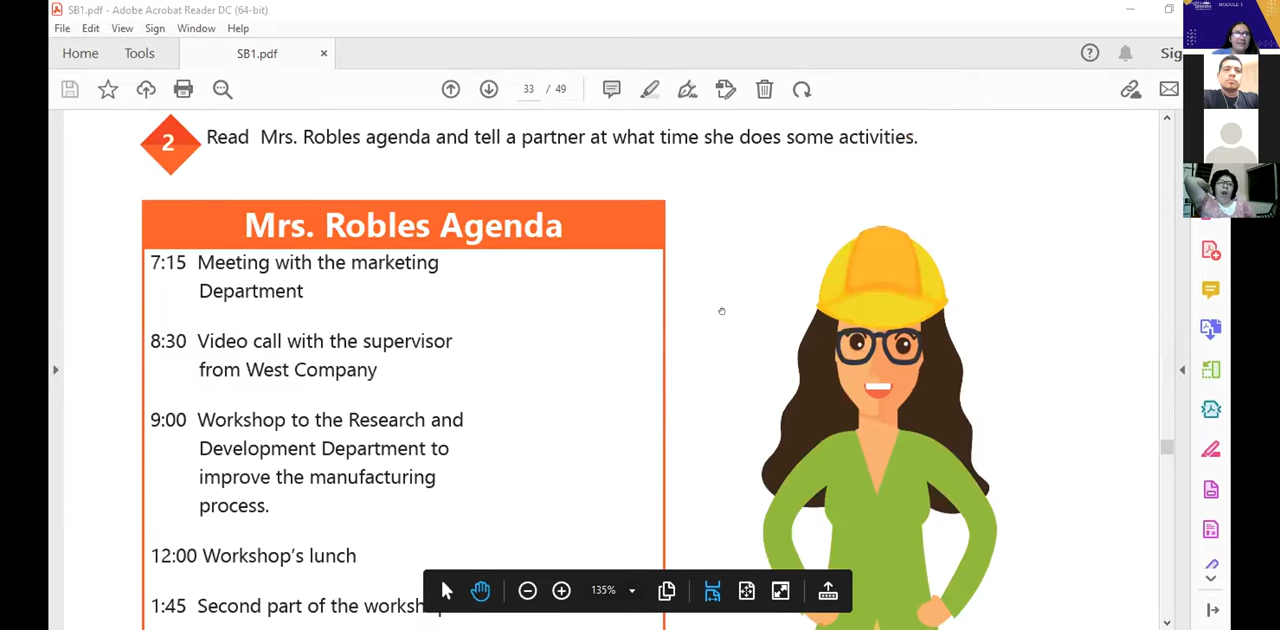 SB1.pdf - Adobe Acrobat Reader DC (64-bit)
File Edit View Sign Window Help
Home Tools SB1.pdf
33 / 49
MODULE 1
2 Read Mrs. Robles agenda and tell a partner at what time she does some activities.
Mrs. Robles Agenda
7:15 Meeting with the marketing
Department
8:30 Video call with the supervisor
from West Company
9:00 Workshop to the Research and
Development Department to
improve the manufacturing
process.
12:00 Workshop's lunch
1:45 Second part of the
135%